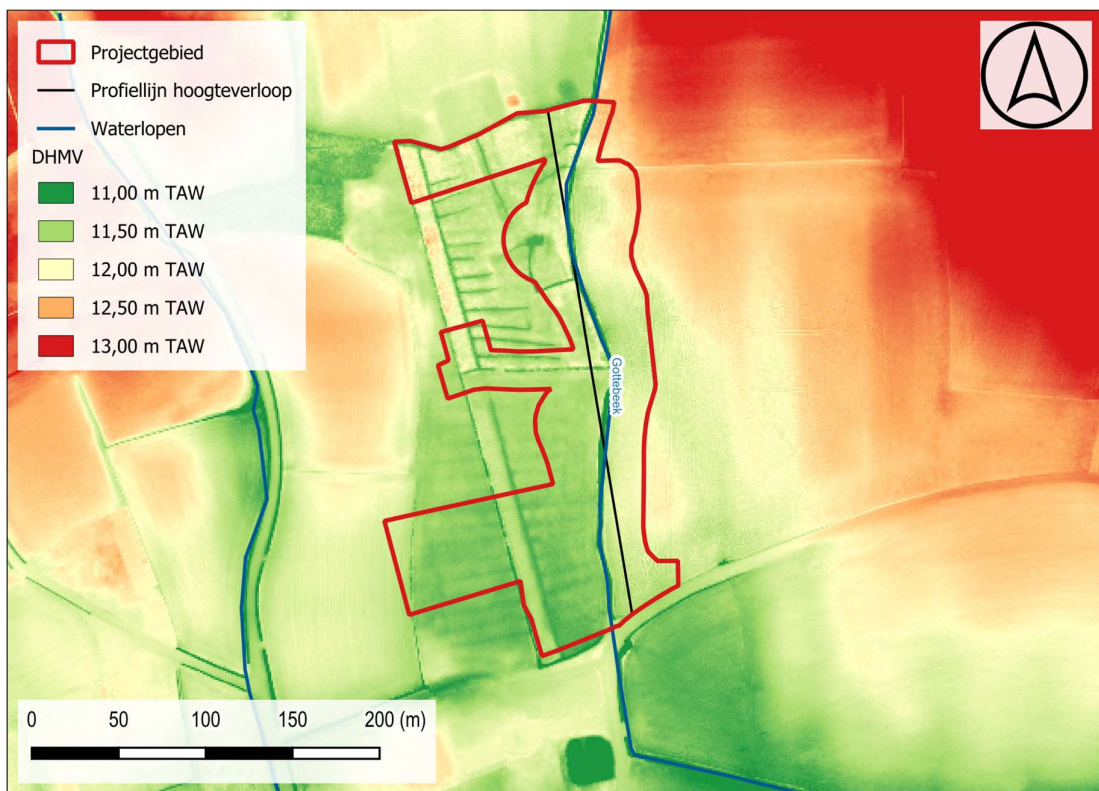 Projectgebied
Profiellijn hoogteverloop
Waterlopen
DHMV
11,00 m TAW
11,50 m TAW
12,00 m TAW
12,50 m TAW
13,00 m TAW
Gottebeek
0 50 100 150 200 (m)